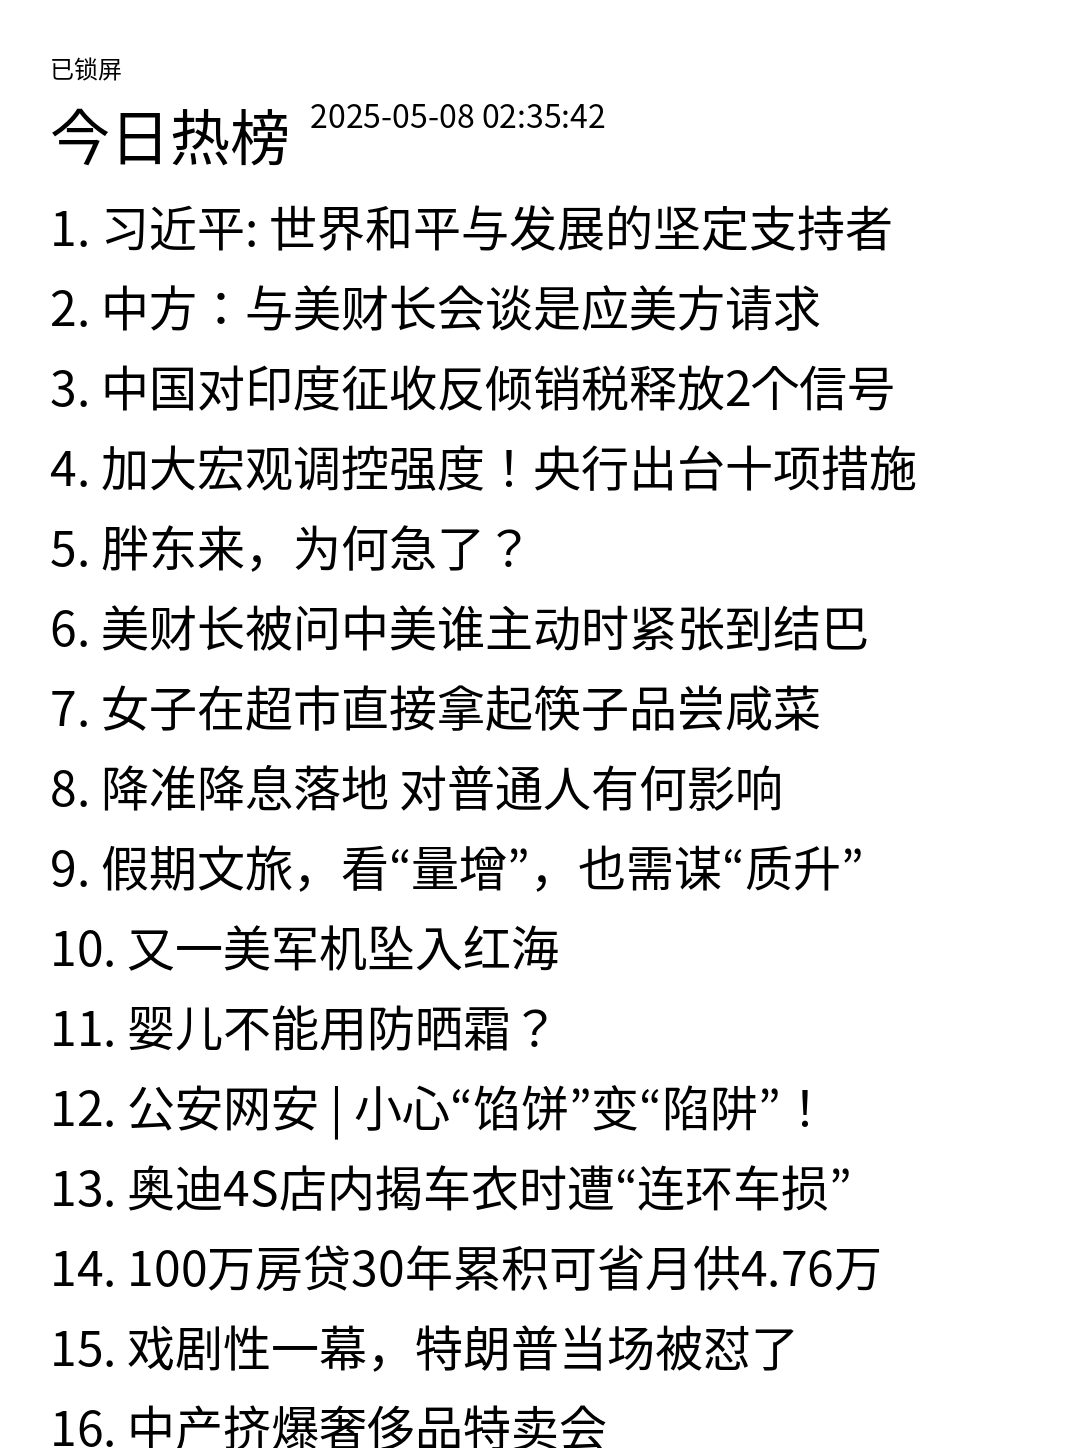 已锁屏
今日热榜 2025-05-08 02:35:42
1. 习近平: 世界和平与发展的坚定支持者
2. 中方：与美财长会谈是应美方请求
3. 中国对印度征收反倾销税释放2个信号
4. 加大宏观调控强度！央行出台十项措施
5. 胖东来，为何急了？
6. 美财长被问中美谁主动时紧张到结巴
7. 女子在超市直接拿起筷子品尝咸菜
8. 降准降息落地 对普通人有何影响
9. 假期文旅，看“量增”，也需谋“质升”
10. 又一美军机坠入红海
11. 婴儿不能用防晒霜？
12. 公安网安 | 小心“馅饼”变“陷阱”！
13. 奥迪4S店内揭车衣时遭“连环车损”
14. 100万房贷30年累积可省月供4.76万
15. 戏剧性一幕，特朗普当场被怼了
16. 中产挤爆奢侈品特卖会